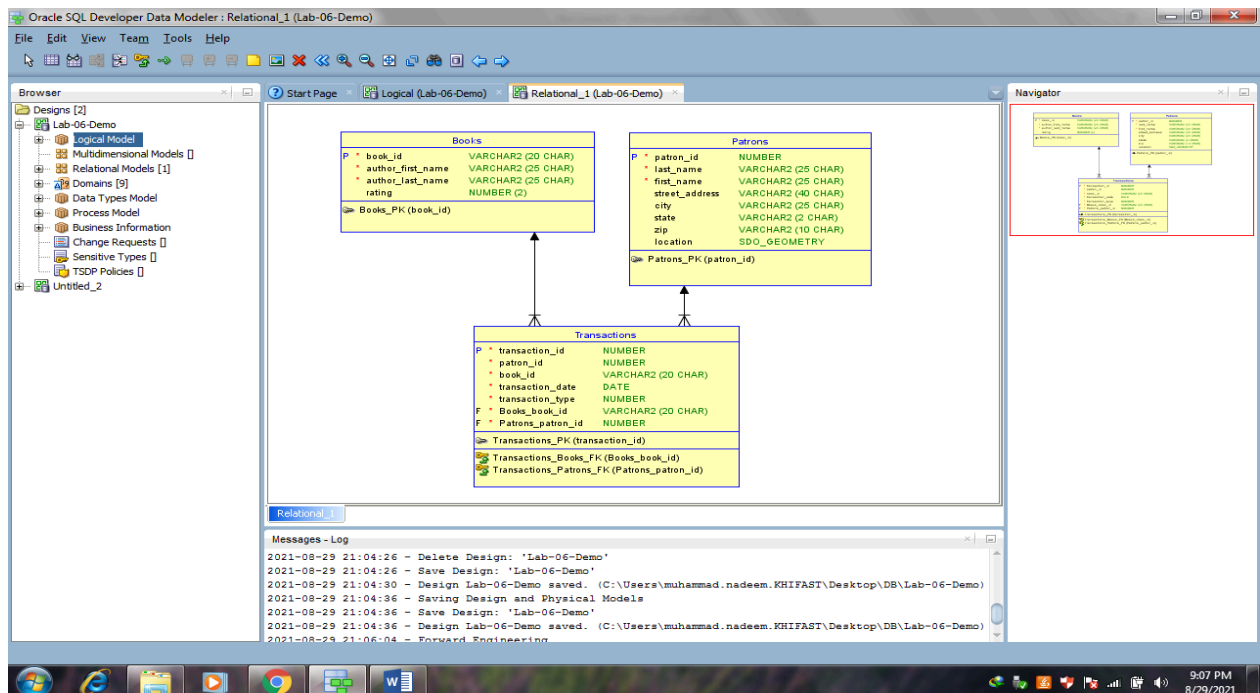 Oracle SQL Developer Data Modeler : Relational_1 (Lab-06-Demo)
File Edit View Team Tools Help
Browser
Designs [2]
Lab-06-Demo
Logical Model
Multidimensional Models []
Relational Models [1]
Domains [9]
Data Types Model
Process Model
Business Information
Change Requests []
Sensitive Types []
TSDP Policies []
Untitled_2
Start Page
Logical (Lab-06-Demo)
Relational_1 (Lab-06-Demo)
Books
P * book_id VARCHAR2 (20 CHAR)
* author_first_name VARCHAR2 (25 CHAR)
* author_last_name VARCHAR2 (25 CHAR)
rating NUMBER (2)
Books_PK (book_id)
Patrons
P * patron_id NUMBER
* last_name VARCHAR2 (25 CHAR)
* first_name VARCHAR2 (25 CHAR)
street_address VARCHAR2 (40 CHAR)
city VARCHAR2 (25 CHAR)
state VARCHAR2 (2 CHAR)
zip VARCHAR2 (10 CHAR)
location SDO_GEOMETRY
Patrons_PK (patron_id)
Transactions
P * transaction_id NUMBER
* patron_id NUMBER
* book_id VARCHAR2 (20 CHAR)
* transaction_date DATE
* transaction_type NUMBER
F * Books_book_id VARCHAR2 (20 CHAR)
F * Patrons_patron_id NUMBER
Transactions_PK (transaction_id)
Transactions_Books_FK (Books_book_id)
Transactions_Patrons_FK (Patrons_patron_id)
Relational_1
Navigator
Books
Patrons
Transactions
Messages - Log
2021-08-29 21:04:26 - Delete Design: 'Lab-06-Demo'
2021-08-29 21:04:26 - Save Design: 'Lab-06-Demo'
2021-08-29 21:04:30 - Design Lab-06-Demo saved. (C:\Users\muhammad.nadeem.KHIFAST\Desktop\DB\Lab-06-Demo)
2021-08-29 21:04:36 - Saving Design and Physical Models
2021-08-29 21:04:36 - Save Design: 'Lab-06-Demo'
2021-08-29 21:04:36 - Design Lab-06-Demo saved. (C:\Users\muhammad.nadeem.KHIFAST\Desktop\DB\Lab-06-Demo)
2021-08-29 21:06:04 - Forward Engineering
9:07 PM
8/29/2021